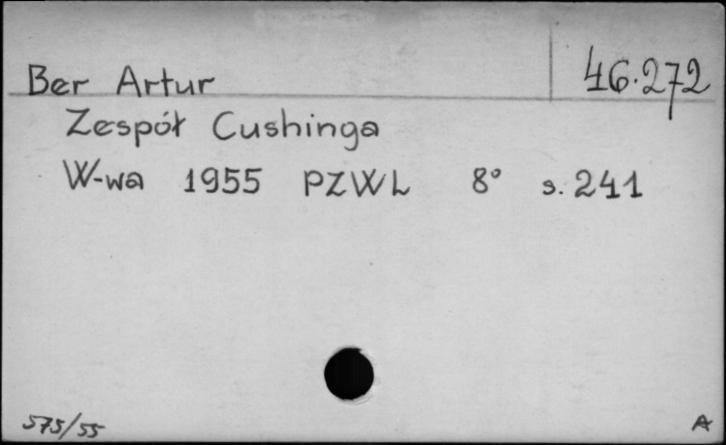 Ber Artur
46.272
Zespół Cushinga
W-wa 1955 PZWL 8° s. 241
575/55
A